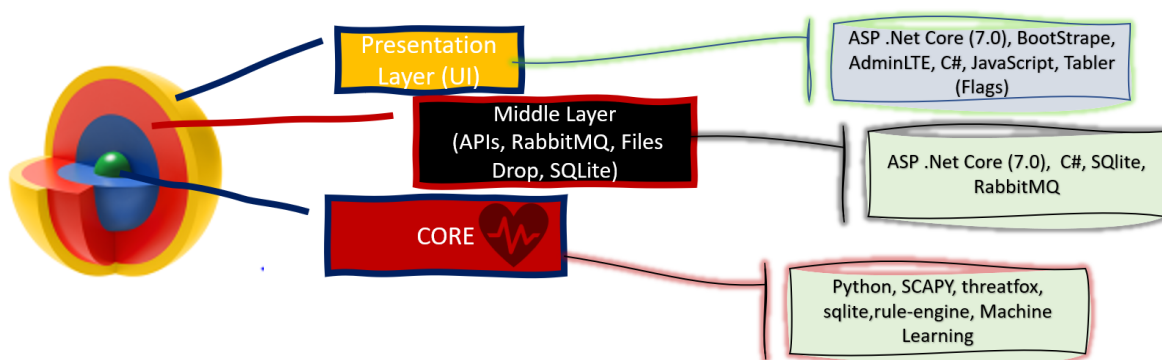 Presentation
Layer (UI)
ASP .Net Core (7.0), BootStrape,
AdminLTE, C#, JavaScript, Tabler
(Flags)
Middle Layer
(APIs, RabbitMQ, Files
Drop, SQLite)
ASP .Net Core (7.0),  C#, SQlite,
RabbitMQ
CORE
Python, SCAPY, threatfox,
sqlite,rule-engine, Machine
Learning